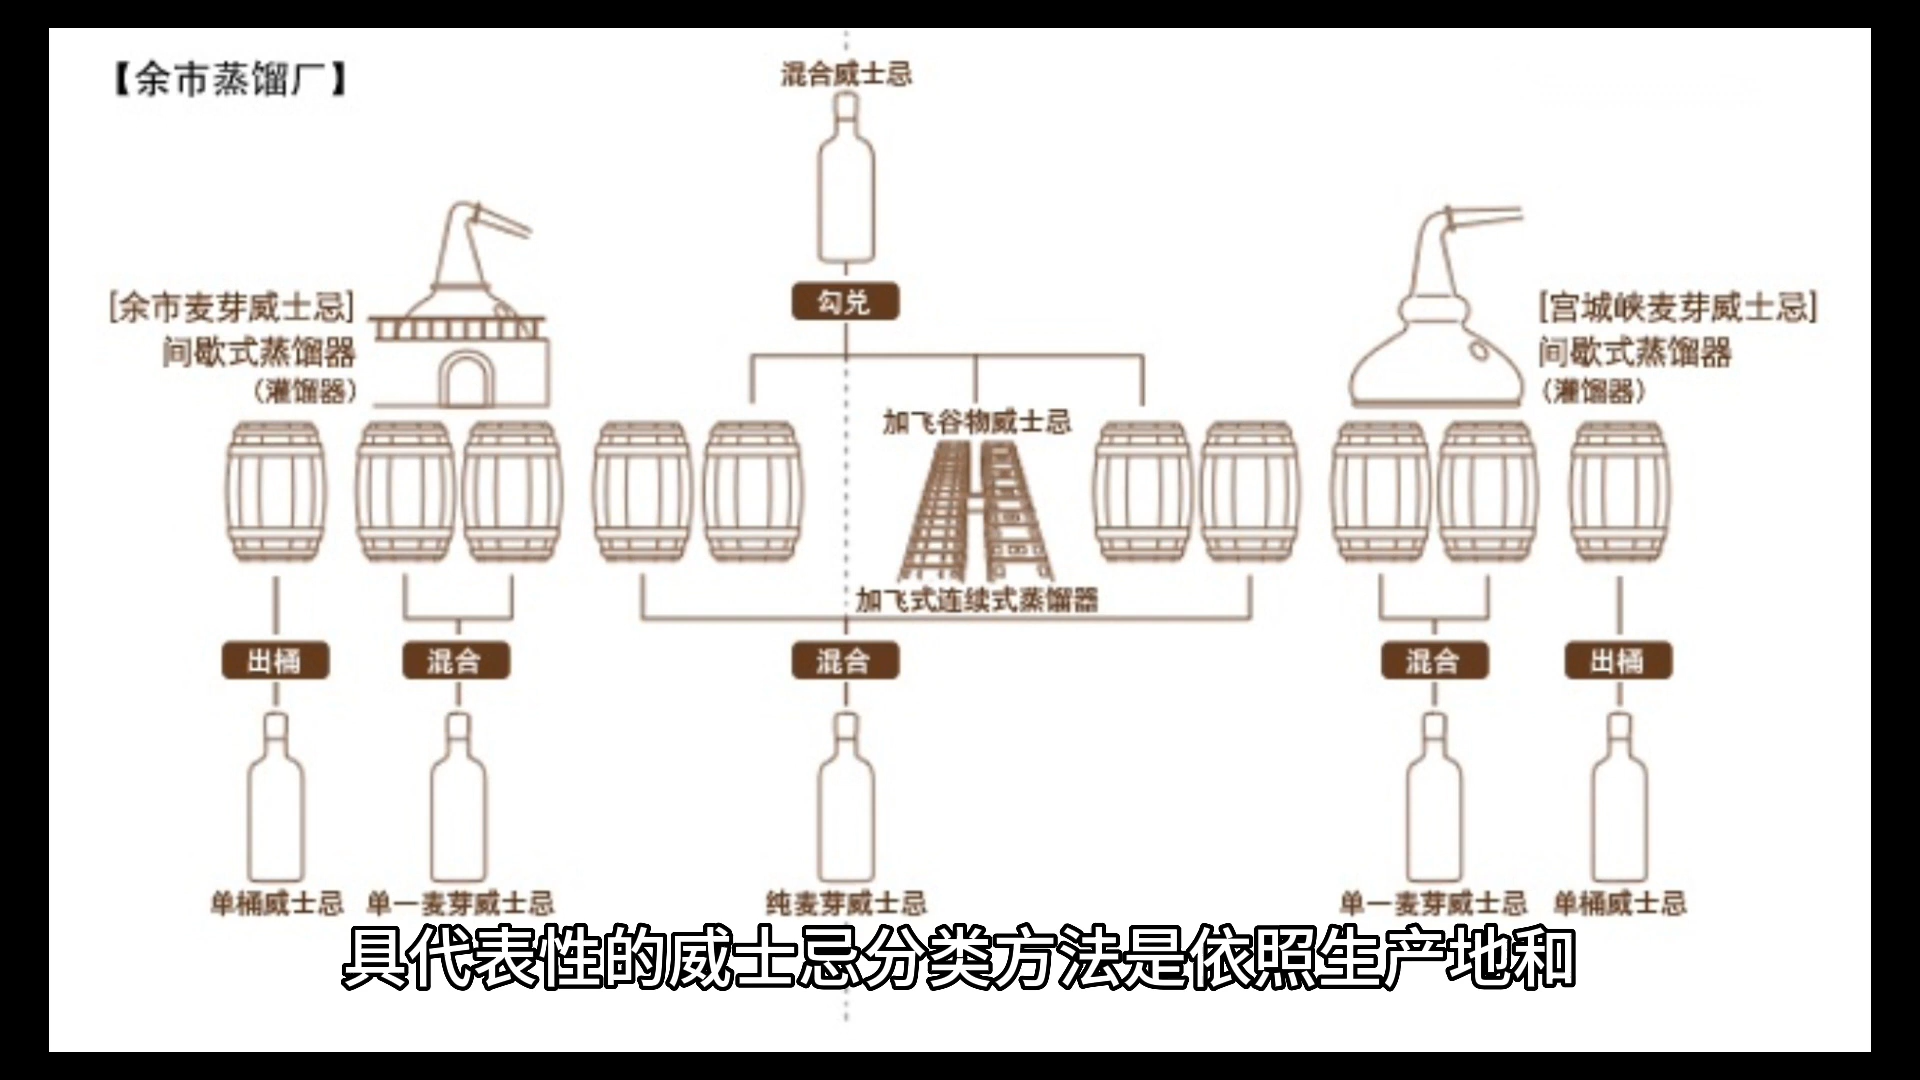 【余市蒸馏厂】
混合威士忌
勾兑
[余市麦芽威士忌]
间歇式蒸馏器
（灌馏器）
[宫城峡麦芽威士忌]
间歇式蒸馏器
（灌馏器）
加飞谷物威士忌
加飞式连续式蒸馏器
出桶
混合
混合
混合
出桶
单桶威士忌
单一麦芽威士忌
纯麦芽威士忌
单一麦芽威士忌
单桶威士忌
具代表性的威士忌分类方法是依照生产地和